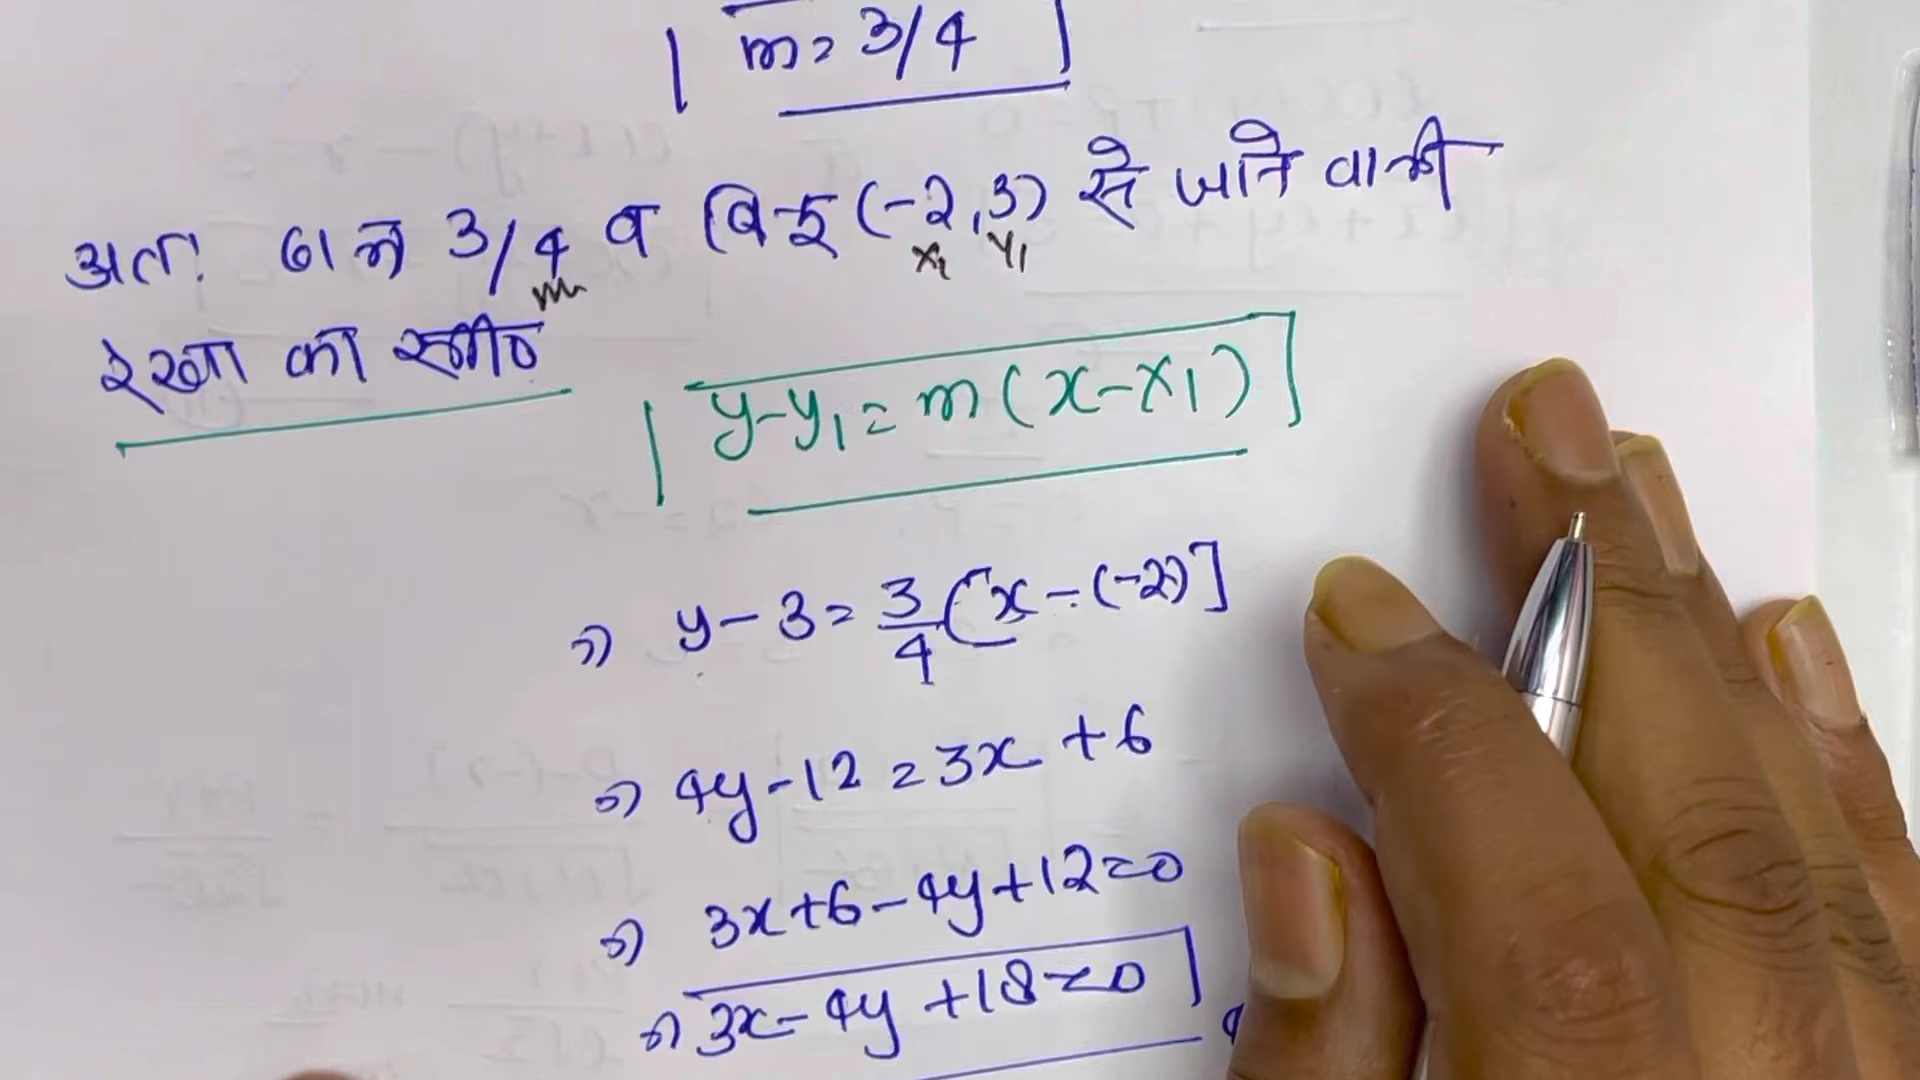 m = 3/4
अतः ढाल 3/4 व बिन्दु (-2, 3) से जाने वाली
m x₁ y₁
रेखा का समी०
y - y₁ = m(x - x₁)
⇒ y - 3 = 3/4 [x - (-2)]
⇒ 4y - 12 = 3x + 6
⇒ 3x + 6 - 4y + 12 = 0
⇒ 3x - 4y + 18 = 0